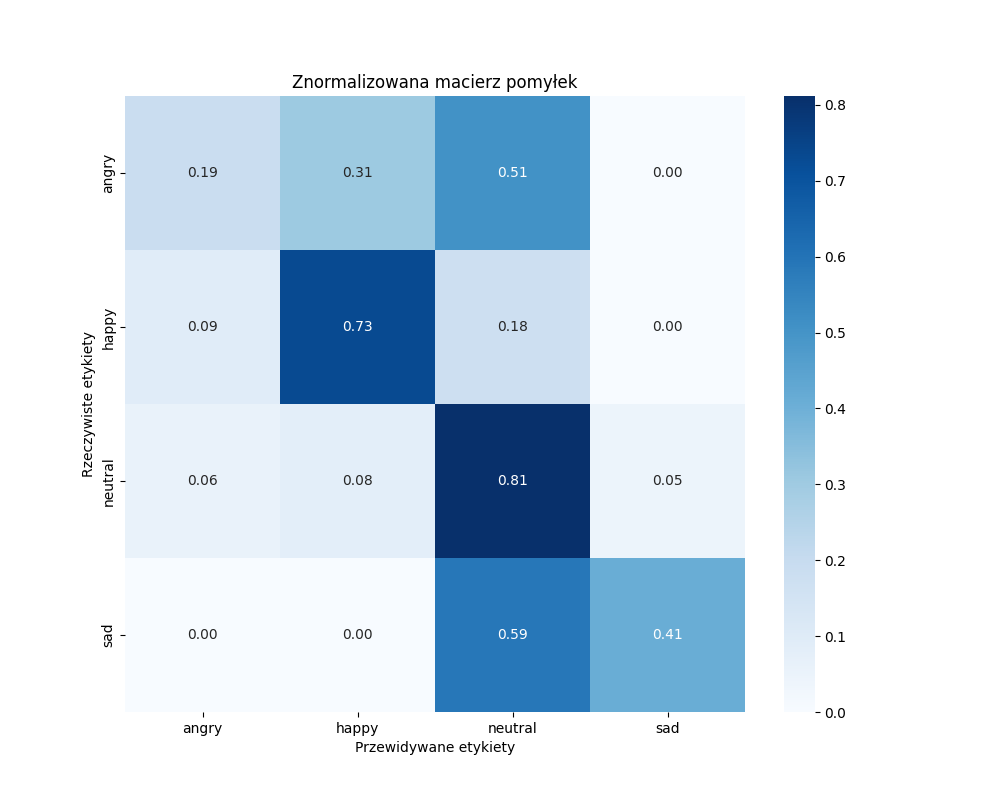 Znormalizowana macierz pomyłek
Rzeczywiste etykiety
angry
0.19 0.31 0.51 0.00
happy
0.09 0.73 0.18 0.00
neutral
0.06 0.08 0.81 0.05
sad
0.00 0.00 0.59 0.41
angry happy neutral sad
Przewidywane etykiety
0.8
0.7
0.6
0.5
0.4
0.3
0.2
0.1
0.0